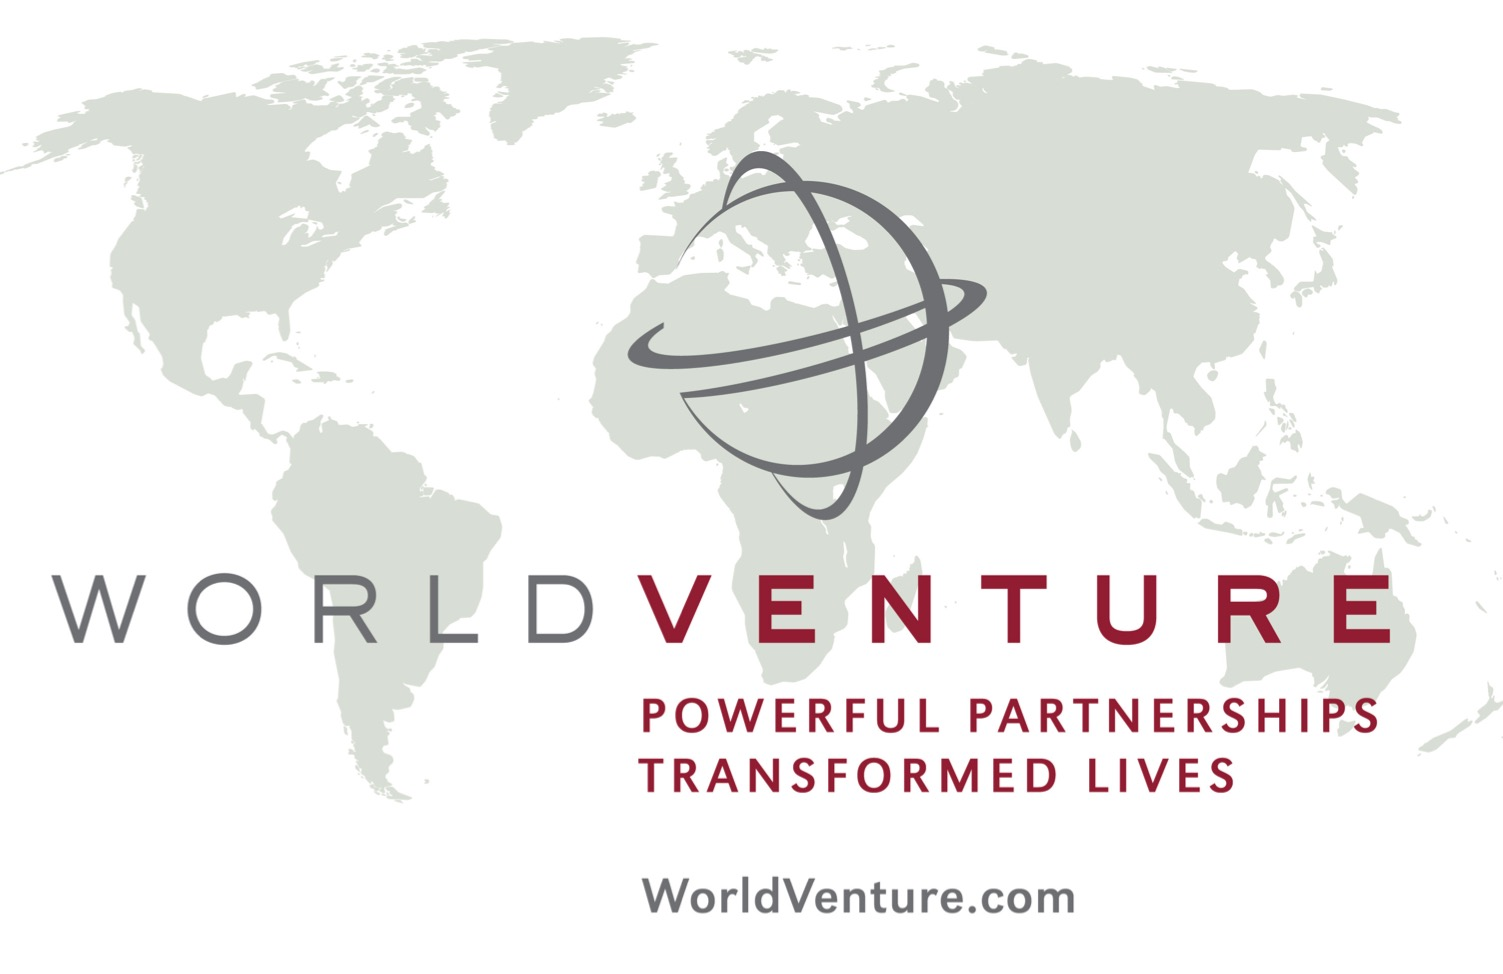 WORLDVENTURE
POWERFUL PARTNERSHIPS
TRANSFORMED LIVES
WorldVenture.com